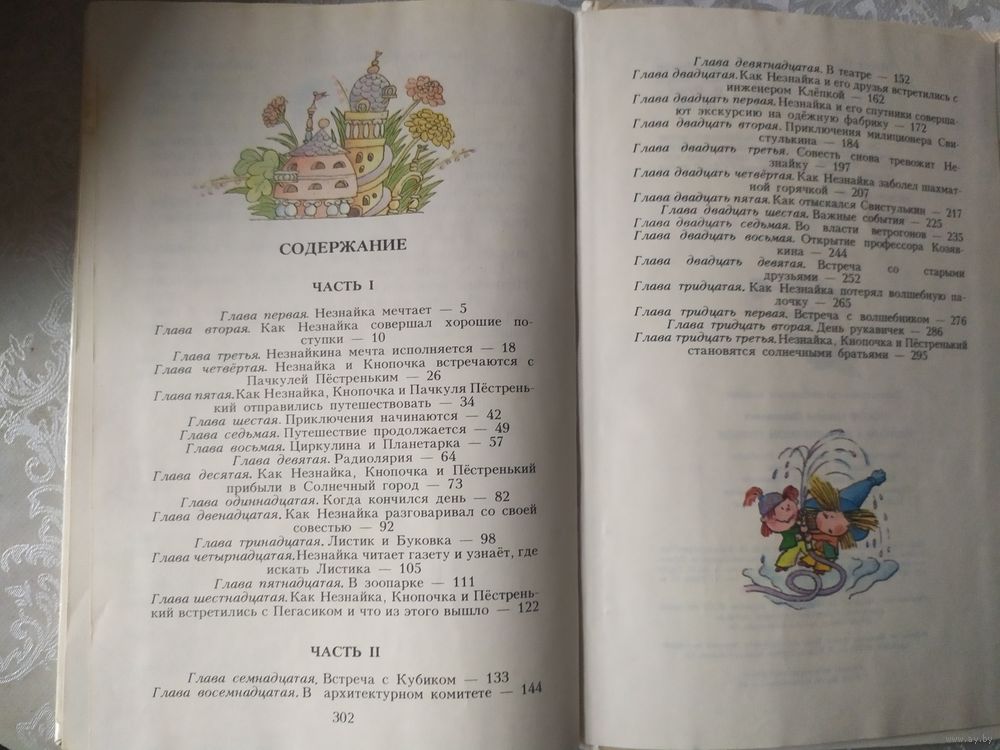 СОДЕРЖАНИЕ
ЧАСТЬ I
Глава первая. Незнайка мечтает — 5
Глава вторая. Как Незнайка совершал хорошие по-
ступки — 10
Глава третья. Незнайкина мечта исполняется — 18
Глава четвёртая. Незнайка и Кнопочка встречаются с
Пачкулей Пёстреньким — 26
Глава пятая. Как Незнайка, Кнопочка и Пачкуля Пёстрень-
кий отправились путешествовать — 34
Глава шестая. Приключения начинаются — 42
Глава седьмая. Путешествие продолжается — 49
Глава восьмая. Циркулина и Планетарка — 57
Глава девятая. Радиолярия — 64
Глава десятая. Как Незнайка, Кнопочка и Пёстренький
прибыли в Солнечный город — 73
Глава одиннадцатая. Когда кончился день — 82
Глава двенадцатая. Как Незнайка разговаривал со своей
совестью — 92
Глава тринадцатая. Листик и Буковка — 98
Глава четырнадцатая. Незнайка читает газету и узнаёт, где
искать Листика — 105
Глава пятнадцатая. В зоопарке — 111
Глава шестнадцатая. Как Незнайка, Кнопочка и Пёстрень-
кий встретились с Пегасиком и что из этого вышло — 122
ЧАСТЬ II
Глава семнадцатая. Встреча с Кубиком — 133
Глава восемнадцатая. В архитектурном комитете — 144
302
Глава девятнадцатая. В театре — 152
Глава двадцатая. Как Незнайка и его друзья встретились с
инженером Клёпкой — 162
Глава двадцать первая. Незнайка и его спутники соверша-
ют экскурсию на одёжную фабрику — 172
Глава двадцать вторая. Приключения милиционера Сви-
стулькина — 184
Глава двадцать третья. Совесть снова тревожит Не-
знайку — 197
Глава двадцать четвёртая. Как Незнайка заболел шахмат-
ной горячкой — 207
Глава двадцать пятая. Как отыскался Свистулькин — 217
Глава двадцать шестая. Важные события — 225
Глава двадцать седьмая. Во власти ветрогонов — 235
Глава двадцать восьмая. Открытие профессора Козяв-
кина — 244
Глава двадцать девятая. Встреча со старыми
друзьями — 252
Глава тридцатая. Как Незнайка потерял волшебную па-
лочку — 265
Глава тридцать первая. Встреча с волшебником — 276
Глава тридцать вторая. День рукавичек — 286
Глава тридцать третья. Незнайка, Кнопочка и Пёстренький
становятся солнечными братьями — 295
www.ay.by